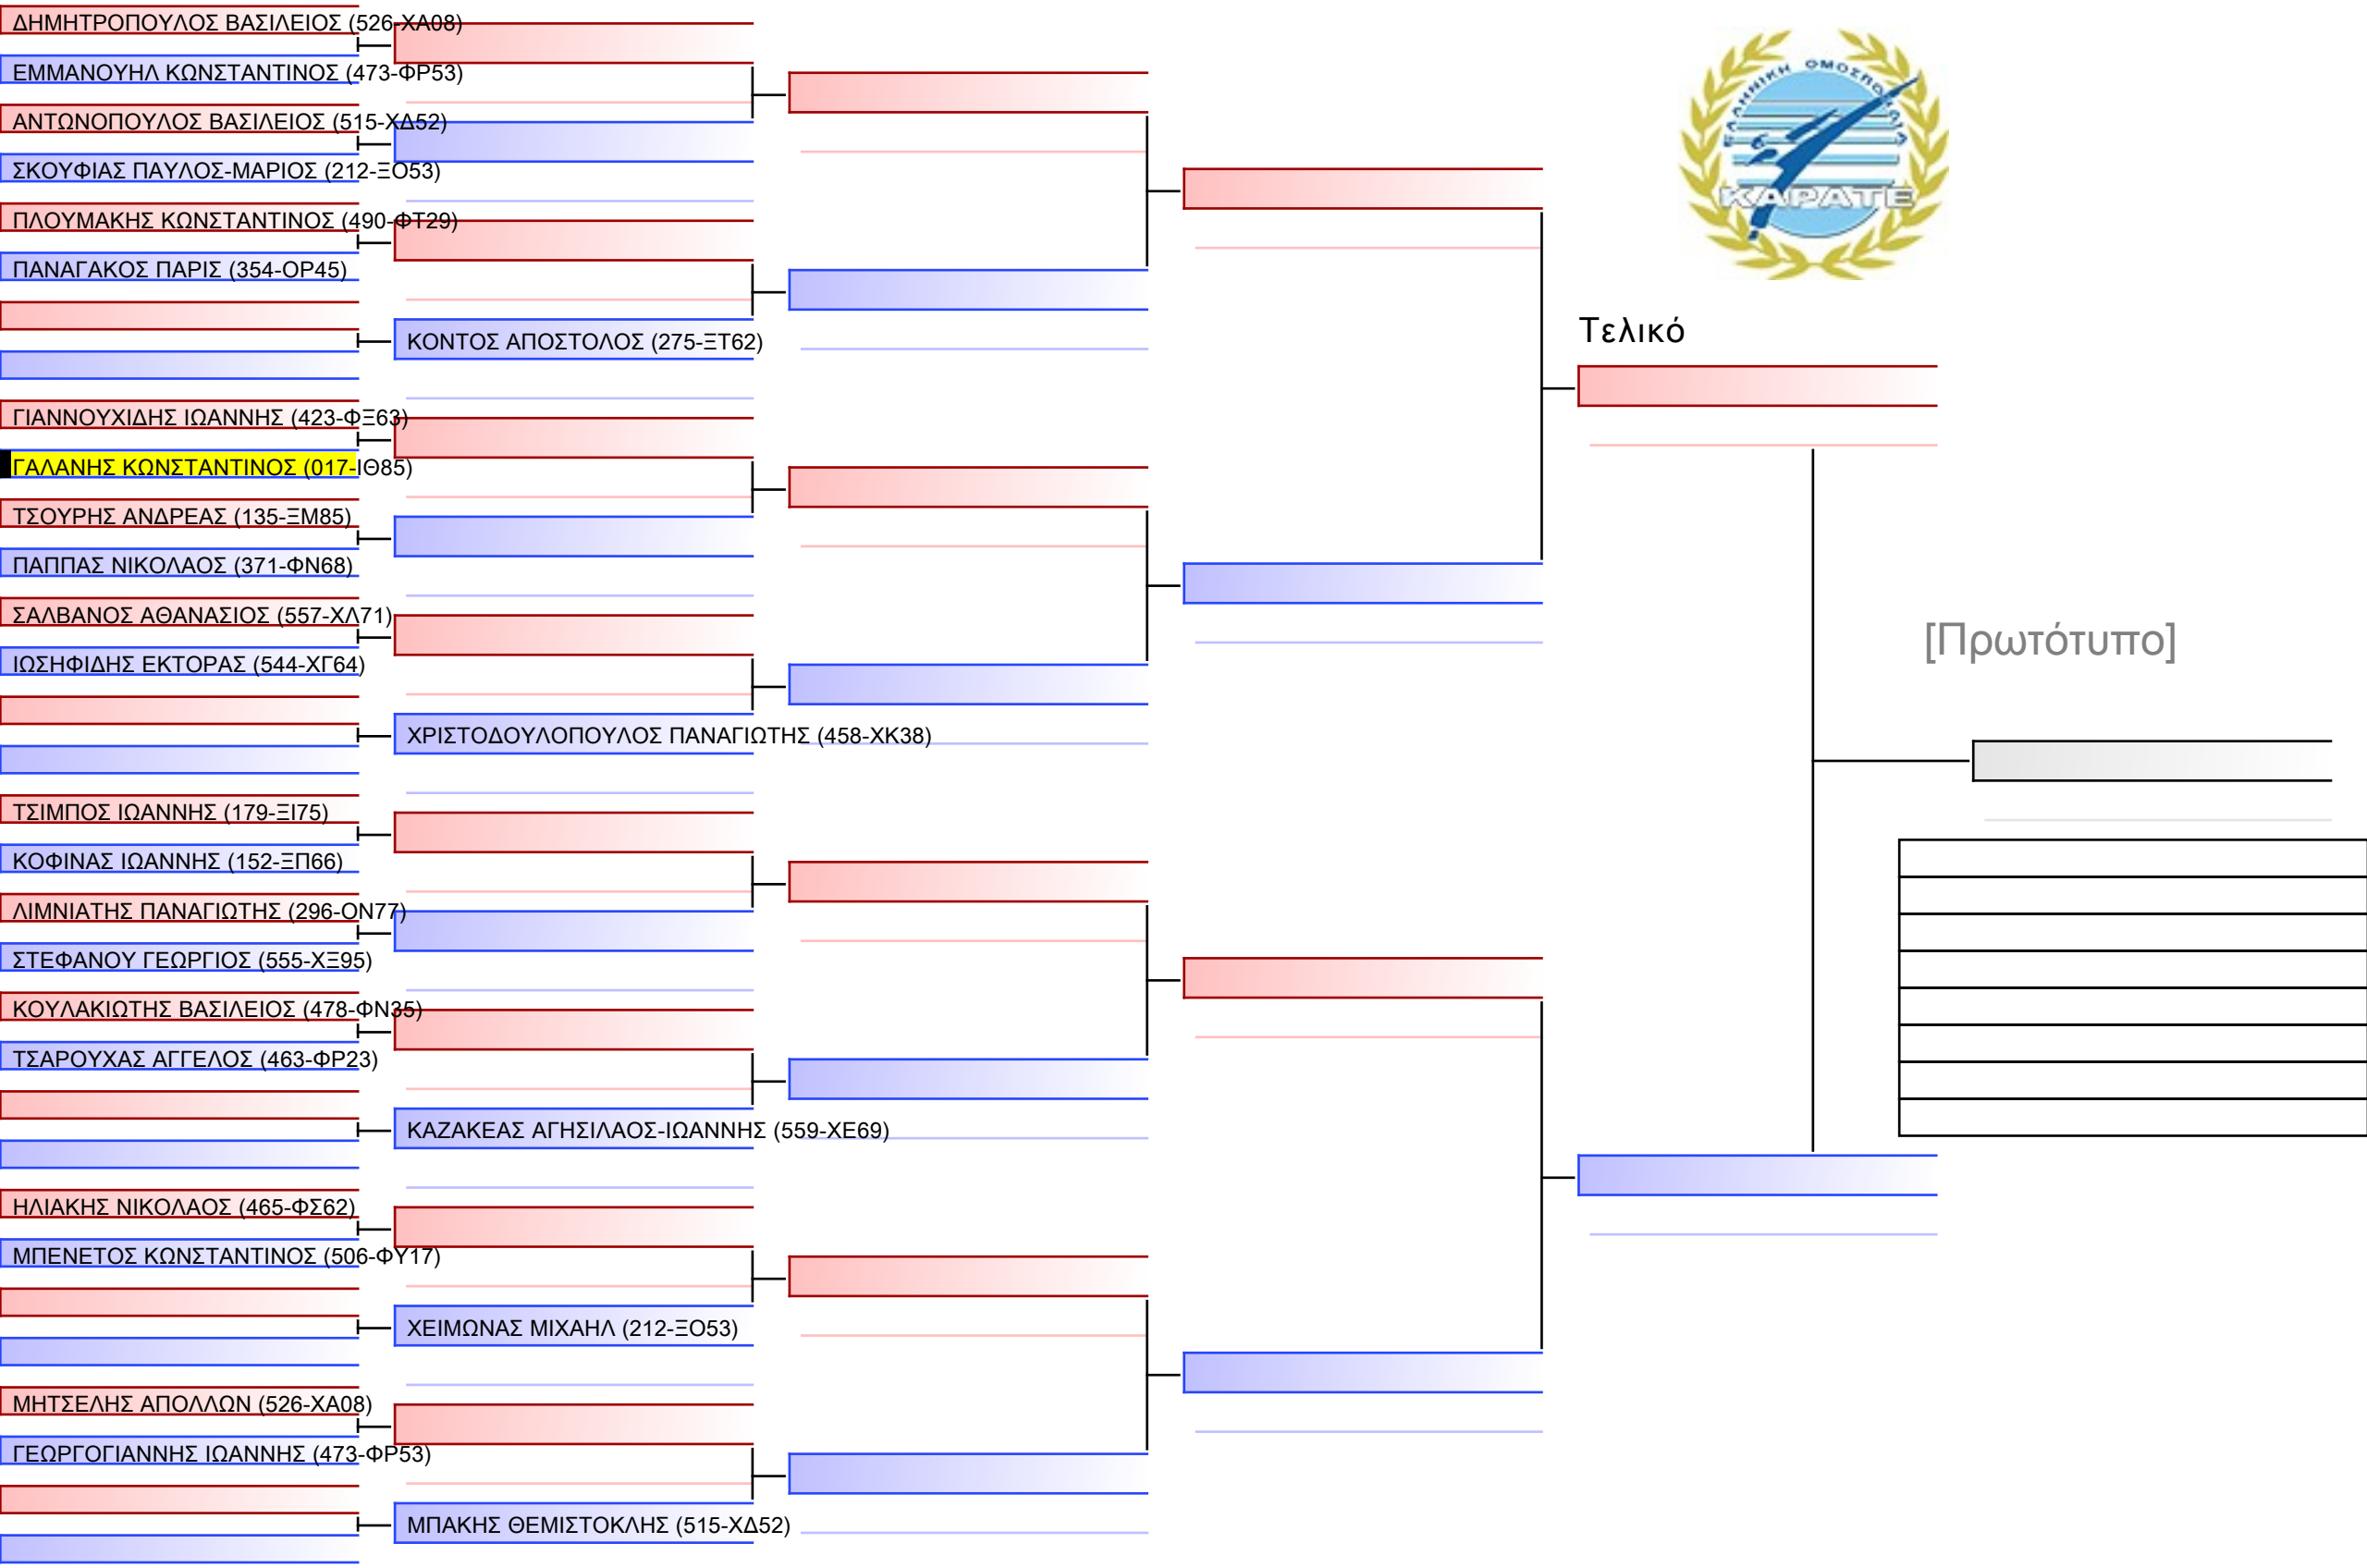 ΔΗΜΗΤΡΟΠΟΥΛΟΣ ΒΑΣΙΛΕΙΟΣ (526-ΧΑ08)
ΕΜΜΑΝΟΥΗΛ ΚΩΝΣΤΑΝΤΙΝΟΣ (473-ΦΡ53)
ΑΝΤΩΝΟΠΟΥΛΟΣ ΒΑΣΙΛΕΙΟΣ (515-ΧΔ52)
ΣΚΟΥΦΙΑΣ ΠΑΥΛΟΣ-ΜΑΡΙΟΣ (212-ΞΟ53)
ΠΛΟΥΜΑΚΗΣ ΚΩΝΣΤΑΝΤΙΝΟΣ (490-ΦΤ29)
ΠΑΝΑΓΑΚΟΣ ΠΑΡΙΣ (354-ΟΡ45)
ΓΙΑΝΝΟΥΧΙΔΗΣ ΙΩΑΝΝΗΣ (423-ΦΞ63)
ΓΑΛΑΝΗΣ ΚΩΝΣΤΑΝΤΙΝΟΣ (017-ΙΘ85)
ΤΣΟΥΡΗΣ ΑΝΔΡΕΑΣ (135-ΞΜ85)
ΠΑΠΠΑΣ ΝΙΚΟΛΑΟΣ (371-ΦΝ68)
ΣΑΛΒΑΝΟΣ ΑΘΑΝΑΣΙΟΣ (557-ΧΛ71)
ΙΩΣΗΦΙΔΗΣ ΕΚΤΟΡΑΣ (544-ΧΓ64)
ΤΣΙΜΠΟΣ ΙΩΑΝΝΗΣ (179-ΞΙ75)
ΚΟΦΙΝΑΣ ΙΩΑΝΝΗΣ (152-ΞΠ66)
ΛΙΜΝΙΑΤΗΣ ΠΑΝΑΓΙΩΤΗΣ (296-ΟΝ77)
ΣΤΕΦΑΝΟΥ ΓΕΩΡΓΙΟΣ (555-ΧΞ95)
ΚΟΥΛΑΚΙΩΤΗΣ ΒΑΣΙΛΕΙΟΣ (478-ΦΝ35)
ΤΣΑΡΟΥΧΑΣ ΑΓΓΕΛΟΣ (463-ΦΡ23)
ΗΛΙΑΚΗΣ ΝΙΚΟΛΑΟΣ (465-ΦΣ62)
ΜΠΕΝΕΤΟΣ ΚΩΝΣΤΑΝΤΙΝΟΣ (506-ΦΥ17)
ΜΗΤΣΕΛΗΣ ΑΠΟΛΛΩΝ (526-ΧΑ08)
ΓΕΩΡΓΟΓΙΑΝΝΗΣ ΙΩΑΝΝΗΣ (473-ΦΡ53)
ΚΟΝΤΟΣ ΑΠΟΣΤΟΛΟΣ (275-ΞΤ62)
ΧΡΙΣΤΟΔΟΥΛΟΠΟΥΛΟΣ ΠΑΝΑΓΙΩΤΗΣ (458-ΧΚ38)
ΚΑΖΑΚΕΑΣ ΑΓΗΣΙΛΑΟΣ-ΙΩΑΝΝΗΣ (559-ΧΕ69)
ΧΕΙΜΩΝΑΣ ΜΙΧΑΗΛ (212-ΞΟ53)
ΜΠΑΚΗΣ ΘΕΜΙΣΤΟΚΛΗΣ (515-ΧΔ52)
ΕΛΛΗΝΙΚΗ ΟΜΟΣΠΟΝΔΙΑ
ΚΑΡΑΤΕ
Τελικό
[Πρωτότυπο]